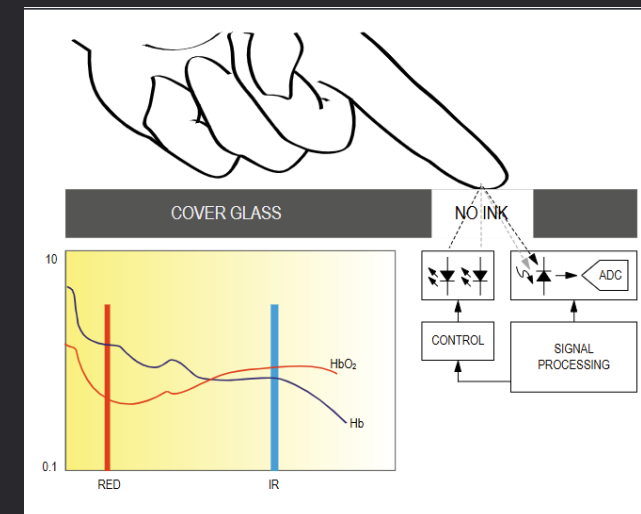 COVER GLASS
NO INK
10
HbO₂
Hb
0.1
RED
IR
ADC
CONTROL
SIGNAL
PROCESSING